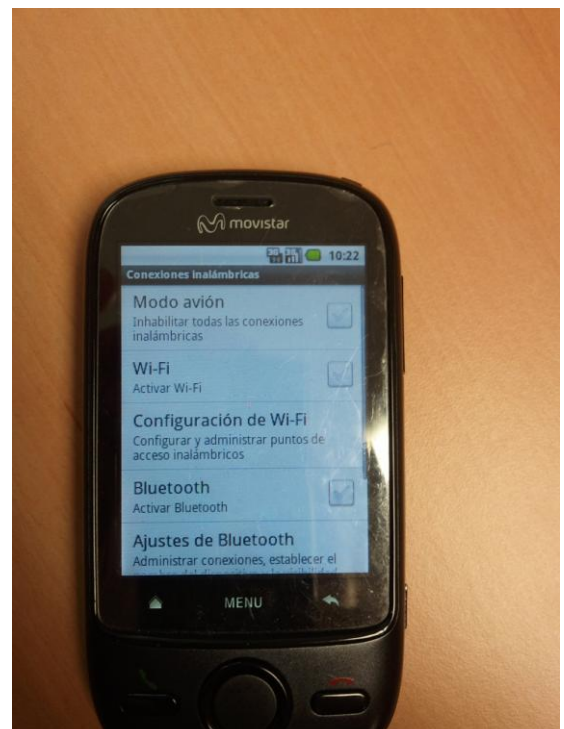 movistar
10:22
Conexiones inalámbricas
Modo avión
Inhabilitar todas las conexiones
inalámbricas
Wi-Fi
Activar Wi-Fi
Configuración de Wi-Fi
Configurar y administrar puntos de
acceso inalámbricos
Bluetooth
Activar Bluetooth
Ajustes de Bluetooth
Administrar conexiones, establecer el
MENU